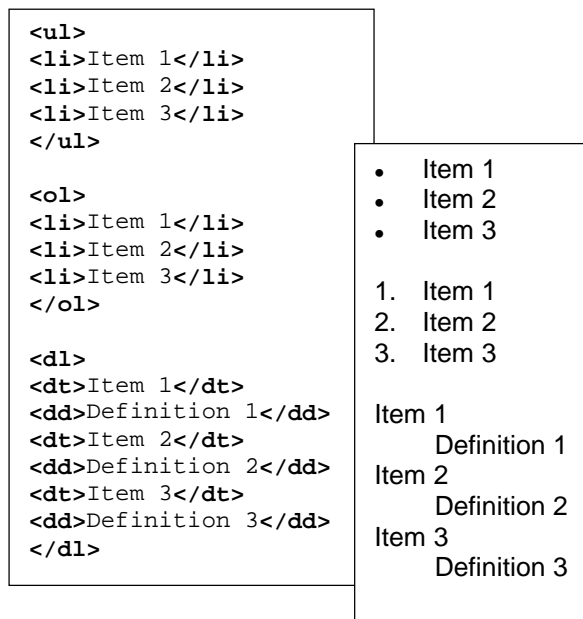 <ul>
<li>Item 1</li>
<li>Item 2</li>
<li>Item 3</li>
</ul>
<ol>
<li>Item 1</li>
<li>Item 2</li>
<li>Item 3</li>
</ol>
<dl>
<dt>Item 1</dt>
<dd>Definition 1</dd>
<dt>Item 2</dt>
<dd>Definition 2</dd>
<dt>Item 3</dt>
<dd>Definition 3</dd>
</dl>
• Item 1
• Item 2
• Item 3
1. Item 1
2. Item 2
3. Item 3
Item 1
Definition 1
Item 2
Definition 2
Item 3
Definition 3